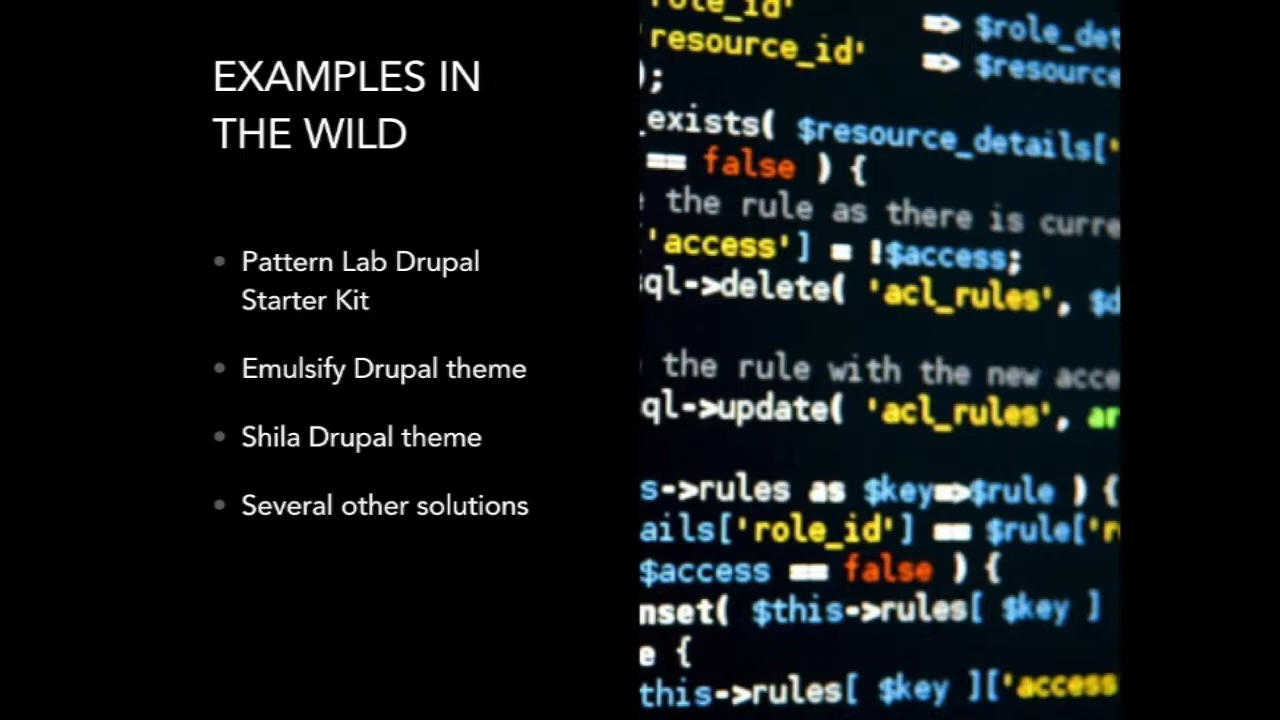 EXAMPLES IN
THE WILD
• Pattern Lab Drupal
Starter Kit
• Emulsify Drupal theme
• Shila Drupal theme
• Several other solutions
'role_id' => $role_det
'resource_id' => $resource
);
_exists( $resource_details['
== false ) {
the rule as there is curre
['access'] = !$access;
ql->delete( 'acl_rules', $d
the rule with the new acce
ql->update( 'acl_rules', ar
s->rules as $key=>$rule ) {
ails['role_id'] == $rule['r
$access == false ) {
nset( $this->rules[ $key ]
e {
this->rules[ $key ]['access